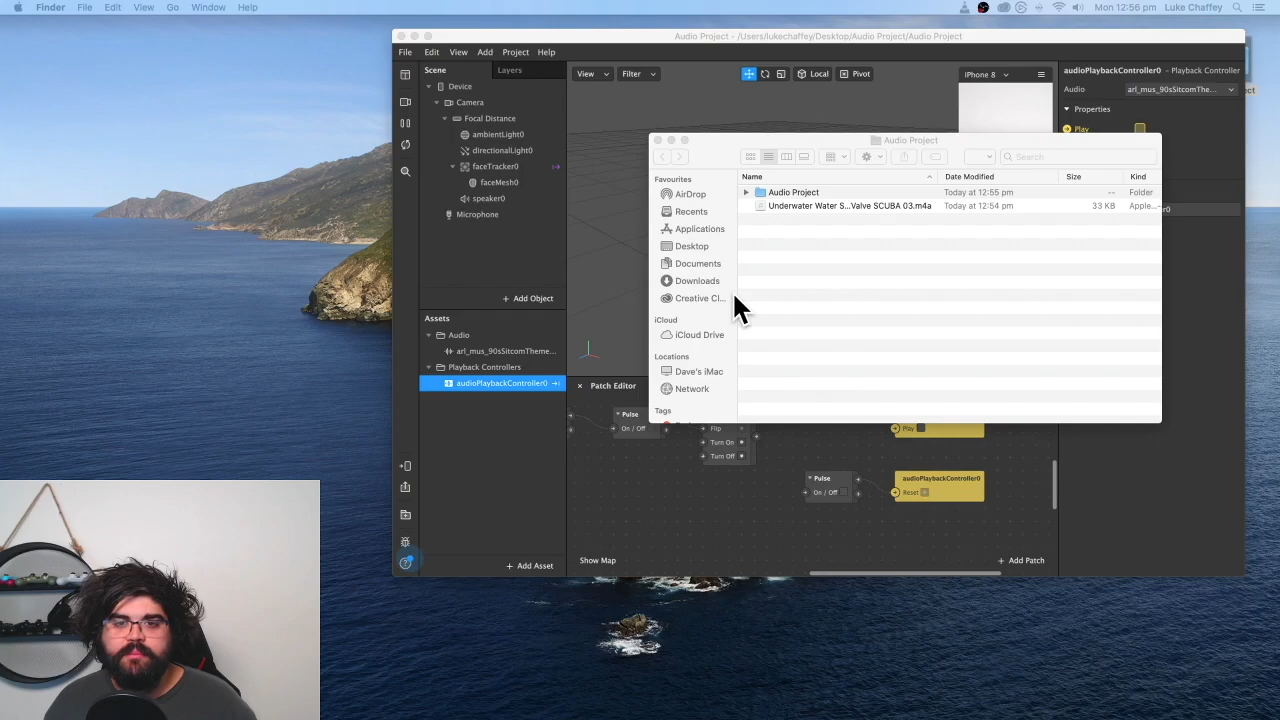 Finder File Edit View Go Window Help
Mon 12:56 pm Luke Chaffey
Audio Project - /Users/lukechaffey/Desktop/Audio Project/Audio.Project
File Edit View Add Project Help
Scene Layers
Device
Camera
Focal Distance
ambientLight0
directionalLight0
faceTracker0
faceMesh0
speaker0
Microphone
+ Add Object
Assets
Audio
arl_mus_90sSitcomTheme...
Playback Controllers
audioPlaybackController0
+ Add Asset
View Filter Local Pivot
iPhone 8
audioPlaybackController0 - Playback Controller
Audio arl_mus_90sSitcomThe...
Properties
Play
Audio Project
Search
Favourites
AirDrop
Recents
Applications
Desktop
Documents
Downloads
Creative Cl...
iCloud
iCloud Drive
Locations
Dave's iMac
Network
Tags
Name Date Modified Size Kind
Audio Project Today at 12:55 pm -- Folder
Underwater Water S...Valve SCUBA 03.m4a Today at 12:54 pm 33 KB Apple...
Patch Editor
Pulse
On / Off
Flip
Turn On
Turn Off
Play
Pulse
On / Off
audioPlaybackController0
Reset
Show Map
+ Add Patch